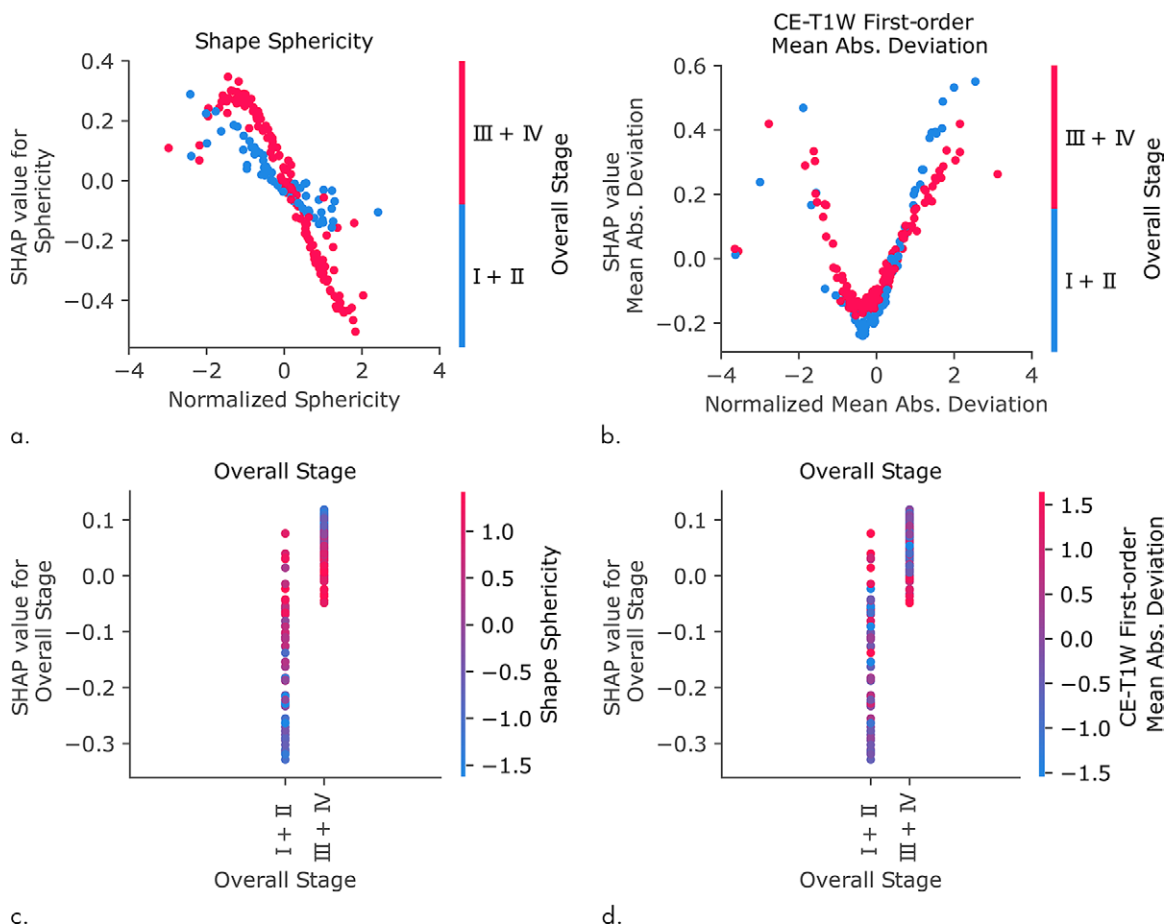 Shape Sphericity
0.4
0.2
0.0
−0.2
−0.4
SHAP value for
Sphericity
−4
−2
0
2
4
Normalized Sphericity
III + IV
I + II
Overall Stage
a.
CE-T1W First-order
Mean Abs. Deviation
0.6
0.4
0.2
0.0
−0.2
SHAP value
Mean Abs. Deviation
−4
−2
0
2
4
Normalized Mean Abs. Deviation
III + IV
I + II
Overall Stage
b.
Overall Stage
0.1
0.0
−0.1
−0.2
−0.3
SHAP value for
Overall Stage
I + II
III + IV
Overall Stage
1.0
0.5
0.0
−0.5
−1.0
−1.5
Shape Sphericity
c.
Overall Stage
0.1
0.0
−0.1
−0.2
−0.3
SHAP value for
Overall Stage
I + II
III + IV
Overall Stage
1.5
1.0
0.5
0.0
−0.5
−1.0
−1.5
CE-T1W First-order
Mean Abs. Deviation
d.